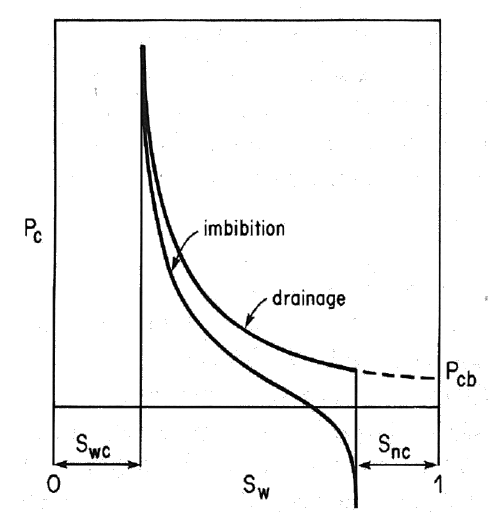 P_c
imbibition
drainage
P_cb
S_wc
S_nc
0
S_w
1